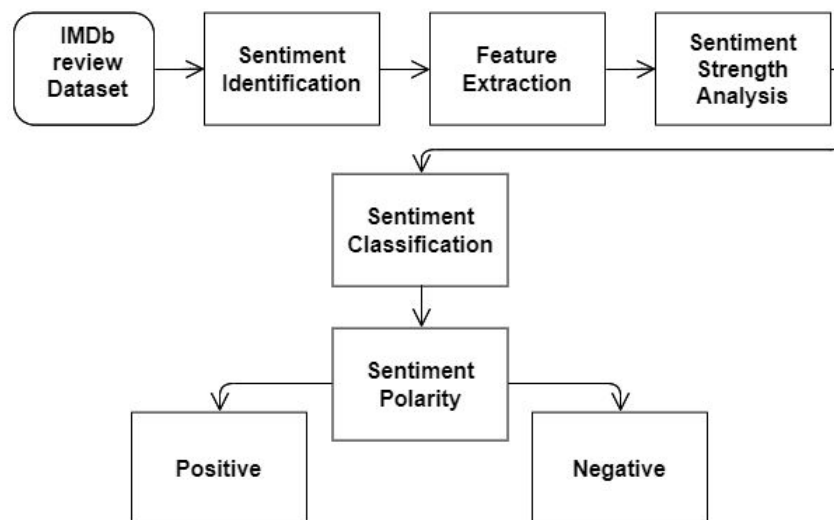 IMDb
review
Dataset
Sentiment
Identification
Feature
Extraction
Sentiment
Strength
Analysis
Sentiment
Classification
Sentiment
Polarity
Positive
Negative